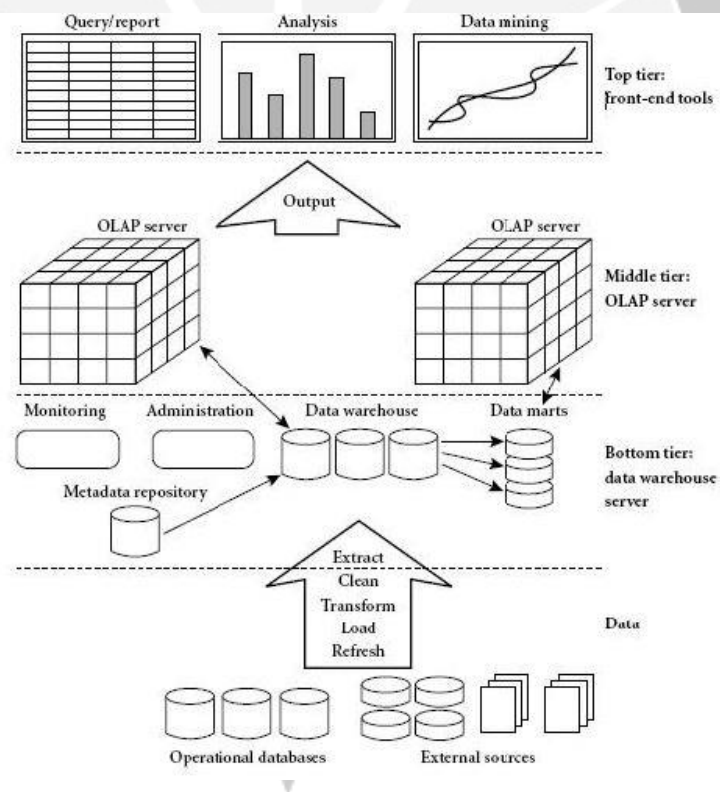 Query/report
Analysis
Data mining
Top tier:
front-end tools
Output
OLAP server
OLAP server
Middle tier:
OLAP server
Monitoring
Administration
Data warehouse
Data marts
Bottom tier:
data warehouse
server
Metadata repository
Extract
Clean
Transform
Load
Refresh
Data
Operational databases
External sources